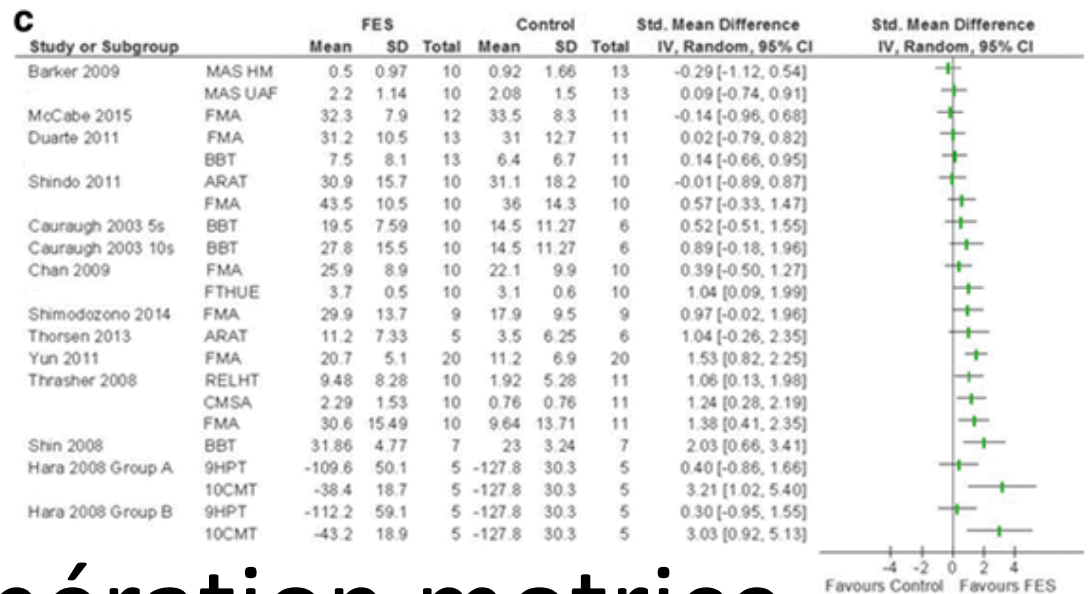 C
FES Control Std. Mean Difference Std. Mean Difference
Study or Subgroup Mean SD Total Mean SD Total IV, Random, 95% CI IV, Random, 95% CI
Barker 2009 MAS HM 0.5 0.97 10 0.92 1.66 13 -0.29 [-1.12, 0.54]
MAS UAF 2.2 1.14 10 2.08 1.5 13 0.09 [-0.74, 0.91]
McCabe 2015 FMA 32.3 7.9 12 33.5 8.3 11 -0.14 [-0.96, 0.68]
Duarte 2011 FMA 31.2 10.5 13 31 12.7 11 0.02 [-0.79, 0.82]
BBT 7.5 8.1 13 6.4 6.7 11 0.14 [-0.66, 0.95]
Shindo 2011 ARAT 30.9 15.7 10 31.1 18.2 10 -0.01 [-0.89, 0.87]
FMA 43.5 10.5 10 36 14.3 10 0.57 [-0.33, 1.47]
Cauraugh 2003 5s BBT 19.5 7.59 10 14.5 11.27 6 0.52 [-0.51, 1.55]
Cauraugh 2003 10s BBT 27.8 15.5 10 14.5 11.27 6 0.89 [-0.18, 1.96]
Chan 2009 FMA 25.9 8.9 10 22.1 9.9 10 0.39 [-0.50, 1.27]
FTHUE 3.7 0.5 10 3.1 0.6 10 1.04 [0.09, 1.99]
Shimodozono 2014 FMA 29.9 13.7 9 17.9 9.5 9 0.97 [-0.02, 1.96]
Thorsen 2013 ARAT 11.2 7.33 5 3.5 6.25 6 1.04 [-0.26, 2.35]
Yun 2011 FMA 20.7 5.1 20 11.2 6.9 20 1.53 [0.82, 2.25]
Thrasher 2008 RELHT 9.48 8.28 10 1.92 5.28 11 1.06 [0.13, 1.98]
CMSA 2.29 1.53 10 0.76 0.76 11 1.24 [0.28, 2.19]
FMA 30.6 15.49 10 9.64 13.71 11 1.38 [0.41, 2.35]
Shin 2008 BBT 31.86 4.77 7 23 3.24 7 2.03 [0.66, 3.41]
Hara 2008 Group A 9HPT -109.6 50.1 5 -127.8 30.3 5 0.40 [-0.86, 1.66]
10CMT -38.4 18.7 5 -127.8 30.3 5 3.21 [1.02, 5.40]
Hara 2008 Group B 9HPT -112.2 59.1 5 -127.8 30.3 5 0.30 [-0.95, 1.55]
10CMT -43.2 18.9 5 -127.8 30.3 5 3.03 [0.92, 5.13]
-4 -2 0 2 4
Favours Control Favours FES